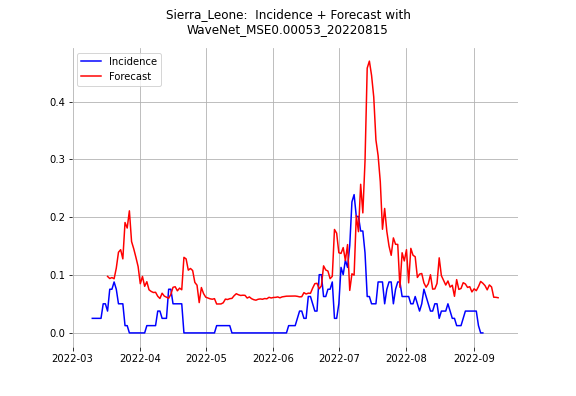 Sierra_Leone:  Incidence + Forecast with
WaveNet_MSE0.00053_20220815
Incidence
Forecast
0.4
0.3
0.2
0.1
0.0
2022-03 2022-04 2022-05 2022-06 2022-07 2022-08 2022-09